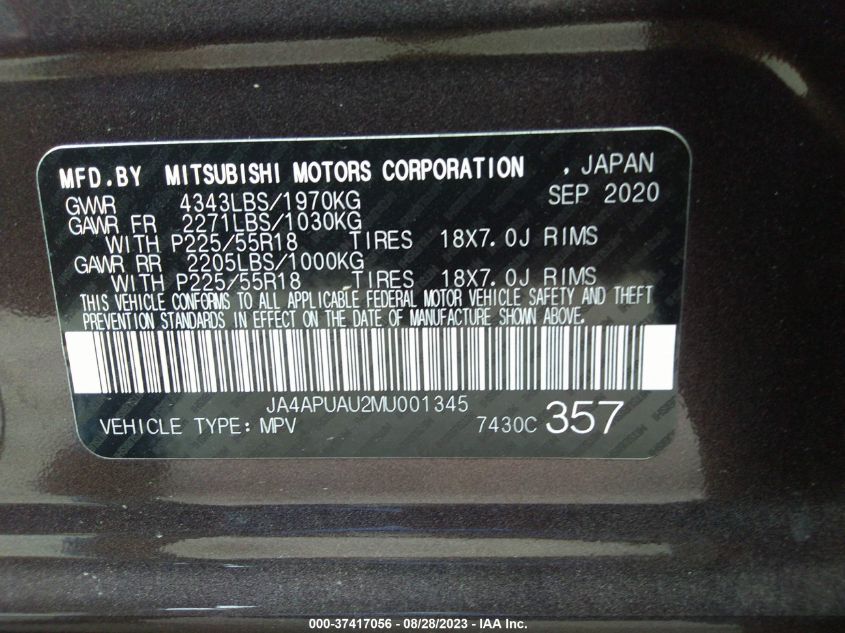 MFD.BY MITSUBISHI MOTORS CORPORATION , JAPAN
SEP 2020
GVWR 4343LBS/1970KG
GAWR FR 2271LBS/1030KG
WITH P225/55R18 TIRES 18X7.0J RIMS
GAWR RR 2205LBS/1000KG
WITH P225/55R18 TIRES 18X7.0J RIMS
THIS VEHICLE CONFORMS TO ALL APPLICABLE FEDERAL MOTOR VEHICLE SAFETY AND THEFT
PREVENTION STANDARDS IN EFFECT ON THE DATE OF MANUFACTURE SHOWN ABOVE.
JA4APUAU2MU001345
VEHICLE TYPE: MPV 7430C 357
000-37417056 - 08/28/2023 - IAA Inc.